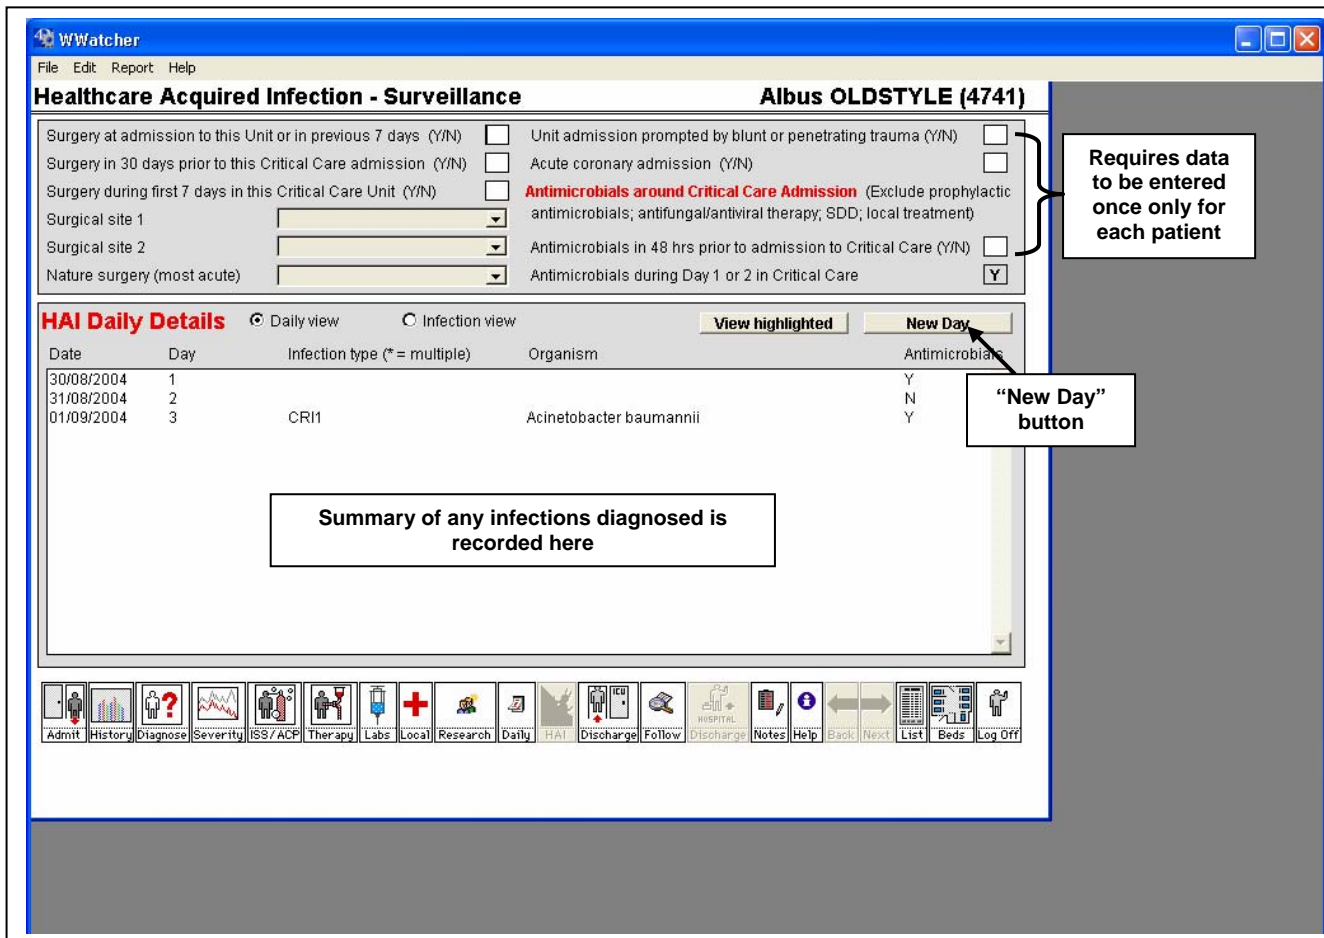 WWatcher
File Edit Report Help
Healthcare Acquired Infection - Surveillance Albus OLDSTYLE (4741)
Surgery at admission to this Unit or in previous 7 days (Y/N)
Surgery in 30 days prior to this Critical Care admission (Y/N)
Surgery during first 7 days in this Critical Care Unit (Y/N)
Surgical site 1
Surgical site 2
Nature surgery (most acute)
Unit admission prompted by blunt or penetrating trauma (Y/N)
Acute coronary admission (Y/N)
Antimicrobials around Critical Care Admission (Exclude prophylactic
antimicrobials; antifungal/antiviral therapy; SDD; local treatment)
Antimicrobials in 48 hrs prior to admission to Critical Care (Y/N)
Antimicrobials during Day 1 or 2 in Critical Care Y
Requires data
to be entered
once only for
each patient
HAI Daily Details Daily view Infection view View highlighted New Day
Date Day Infection type (* = multiple) Organism Antimicrobials
30/08/2004 1 Y
31/08/2004 2 N
01/09/2004 3 CRI1 Acinetobacter baumannii Y
“New Day”
button
Summary of any infections diagnosed is
recorded here
ICU
HOSPITAL
Admit History Diagnose Severity ISS/ACP Therapy Labs Local Research Daily HAI Discharge Follow Discharge Notes Help Back Next List Beds Log Off